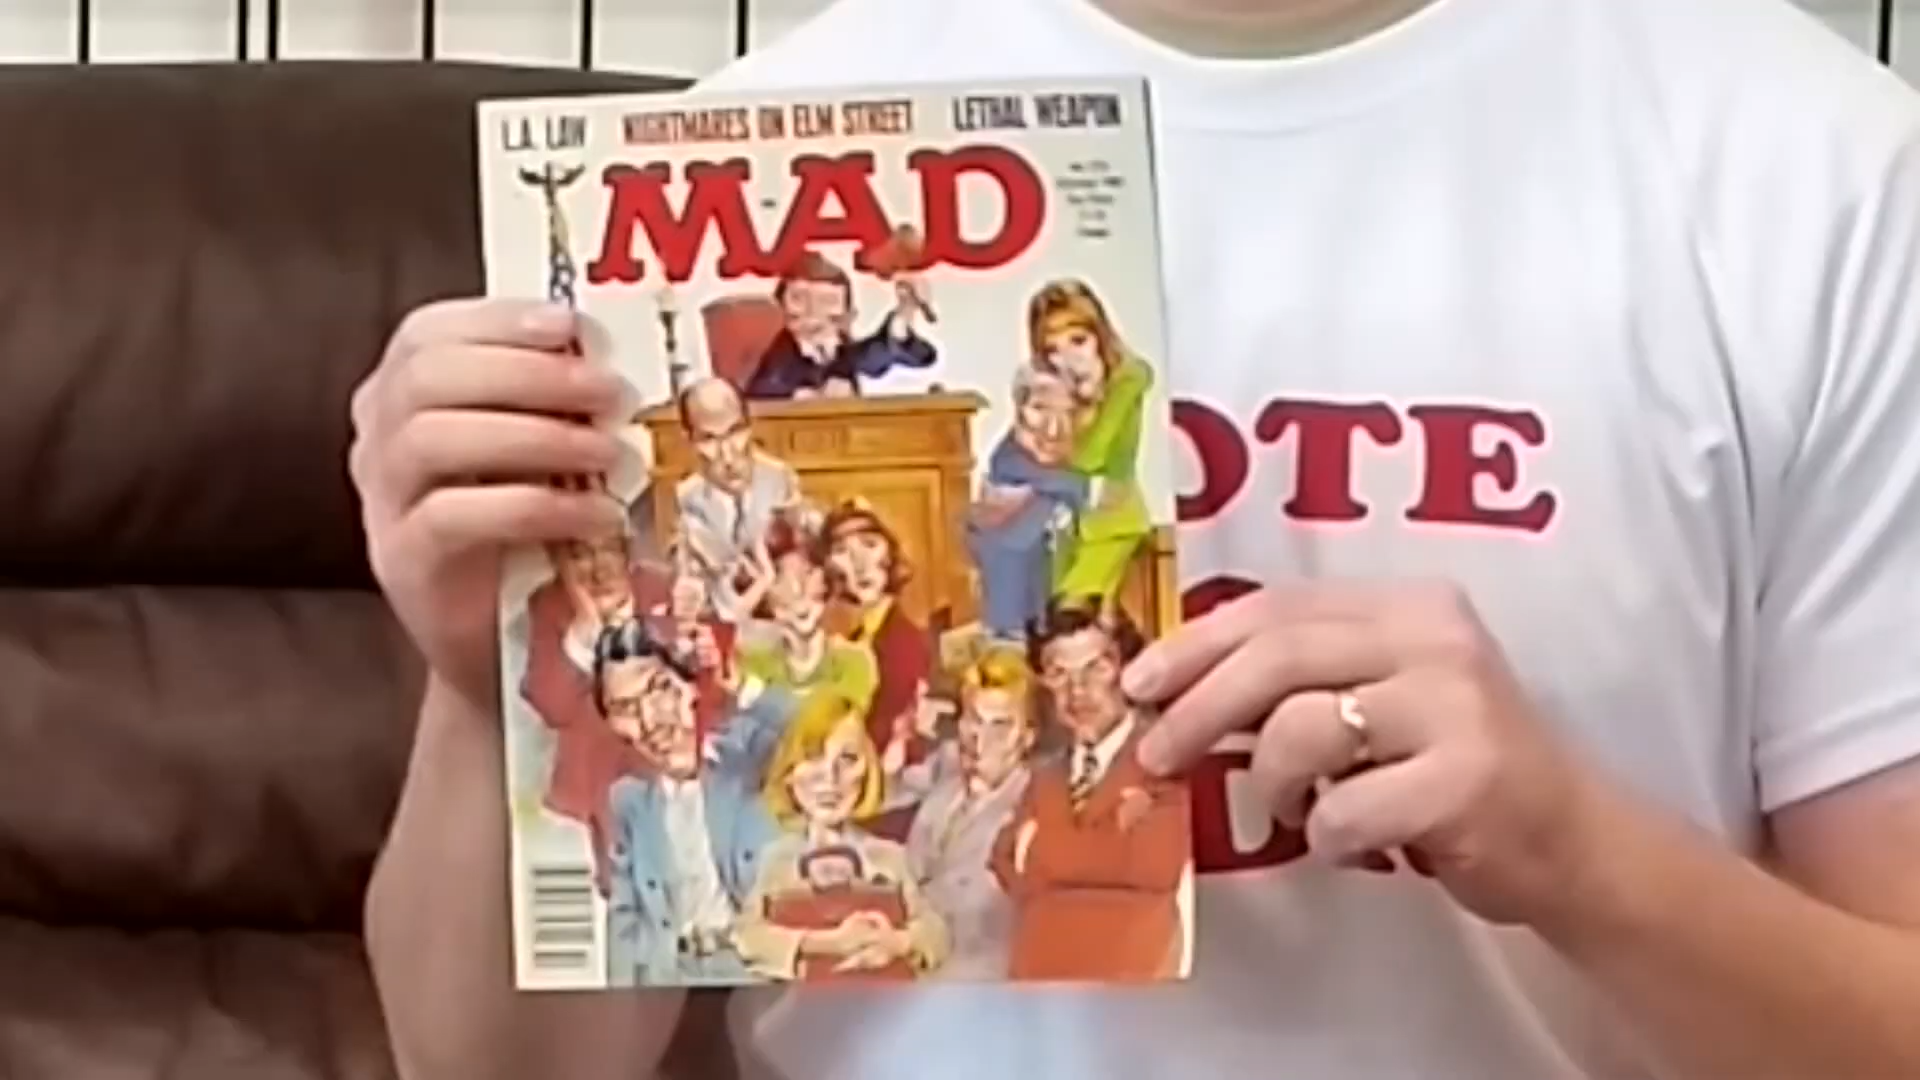 L.A. LAW NIGHTMARES ON ELM STREET LETHAL WEAPON
MAD
OTE